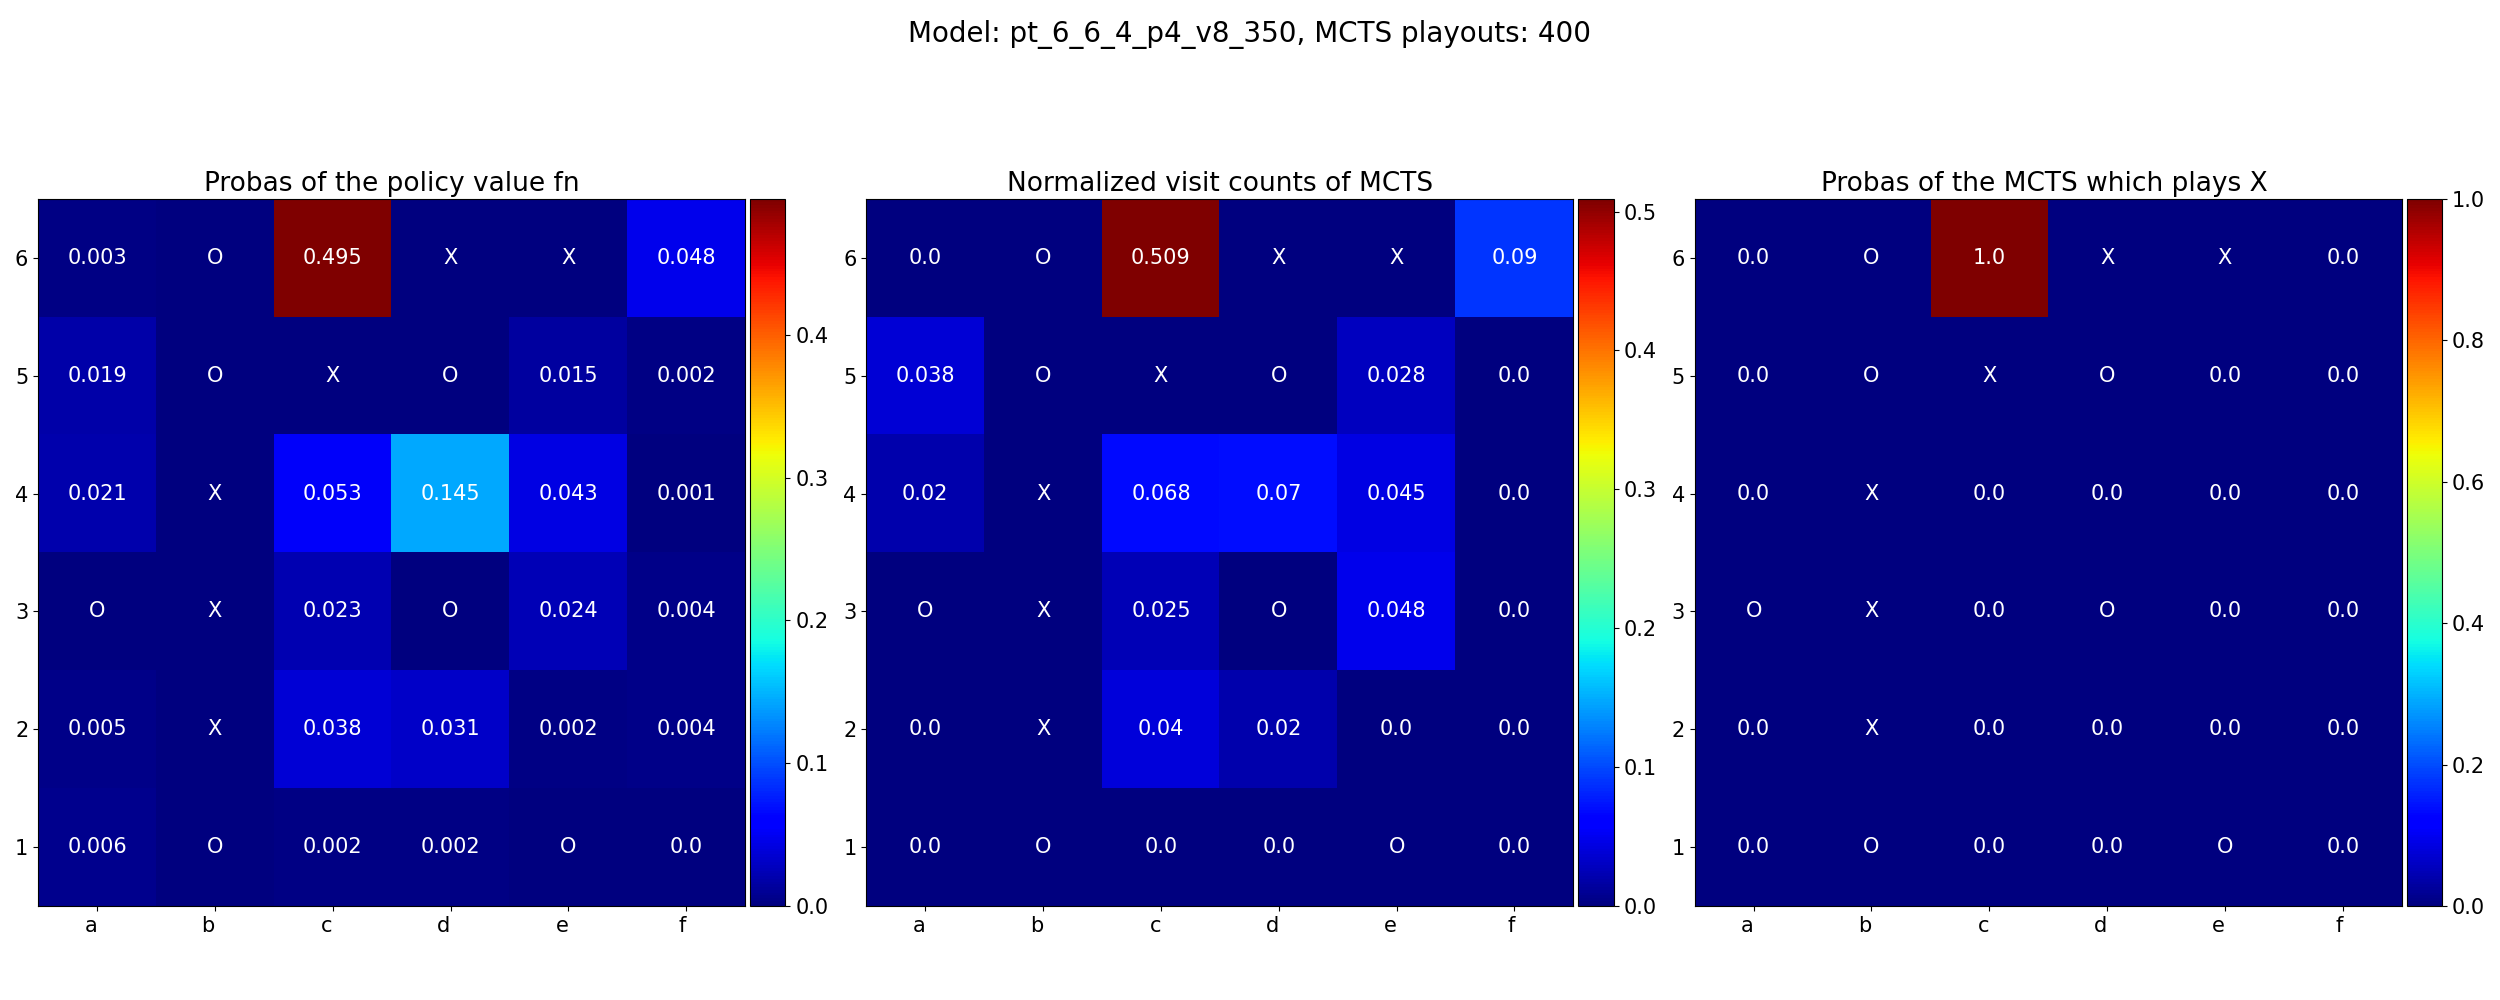 Model: pt_6_6_4_p4_v8_350, MCTS playouts: 400
Probas of the policy value fn
6 0.003 O 0.495 X X 0.048
5 0.019 O X O 0.015 0.002
4 0.021 X 0.053 0.145 0.043 0.001
3 O X 0.023 O 0.024 0.004
2 0.005 X 0.038 0.031 0.002 0.004
1 0.006 O 0.002 0.002 O 0.0
a b c d e f
0.4
0.3
0.2
0.1
0.0
Normalized visit counts of MCTS
6 0.0 O 0.509 X X 0.09
5 0.038 O X O 0.028 0.0
4 0.02 X 0.068 0.07 0.045 0.0
3 O X 0.025 O 0.048 0.0
2 0.0 X 0.04 0.02 0.0 0.0
1 0.0 O 0.0 0.0 O 0.0
a b c d e f
0.5
0.4
0.3
0.2
0.1
0.0
Probas of the MCTS which plays X
6 0.0 O 1.0 X X 0.0
5 0.0 O X O 0.0 0.0
4 0.0 X 0.0 0.0 0.0 0.0
3 O X 0.0 O 0.0 0.0
2 0.0 X 0.0 0.0 0.0 0.0
1 0.0 O 0.0 0.0 O 0.0
a b c d e f
1.0
0.8
0.6
0.4
0.2
0.0